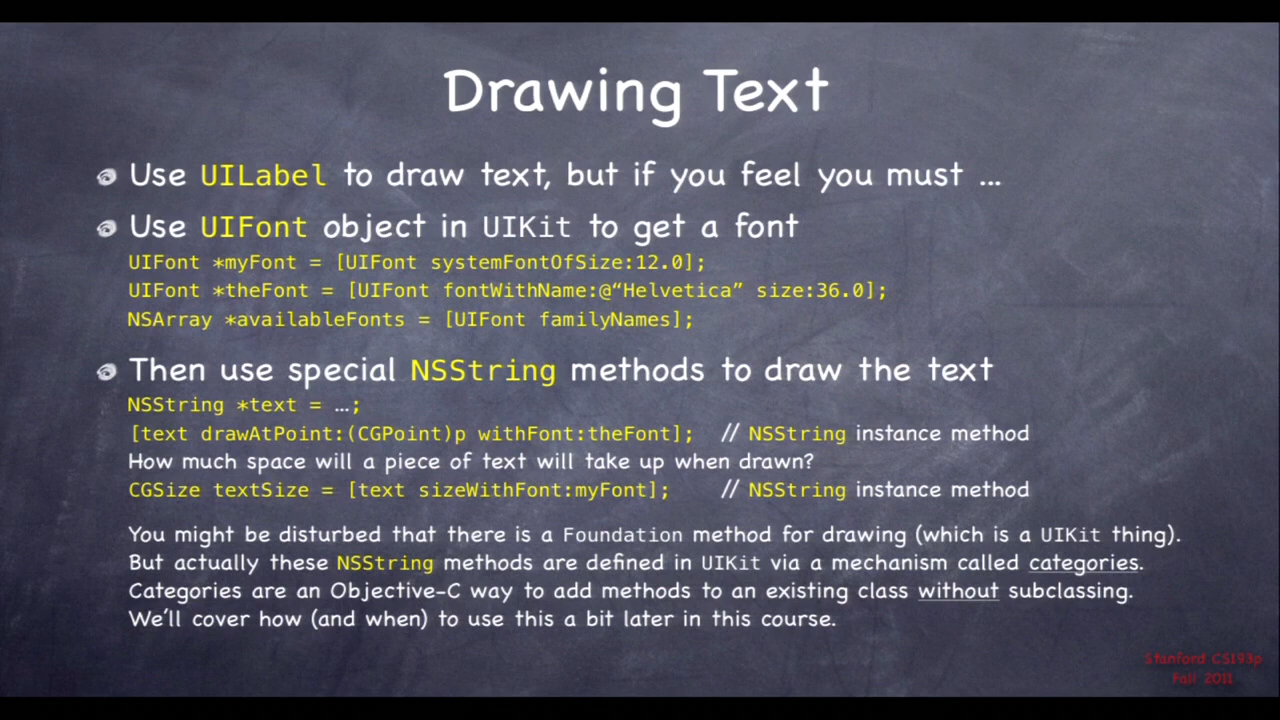 Drawing Text
Use UILabel to draw text, but if you feel you must ...
Use UIFont object in UIKit to get a font
UIFont *myFont = [UIFont systemFontOfSize:12.0];
UIFont *theFont = [UIFont fontWithName:@“Helvetica” size:36.0];
NSArray *availableFonts = [UIFont familyNames];
Then use special NSString methods to draw the text
NSString *text = …;
[text drawAtPoint:(CGPoint)p withFont:theFont]; // NSString instance method
How much space will a piece of text will take up when drawn?
CGSize textSize = [text sizeWithFont:myFont]; // NSString instance method
You might be disturbed that there is a Foundation method for drawing (which is a UIKit thing).
But actually these NSString methods are defined in UIKit via a mechanism called categories.
Categories are an Objective-C way to add methods to an existing class without subclassing.
We’ll cover how (and when) to use this a bit later in this course.
Stanford CS193p
Fall 2011